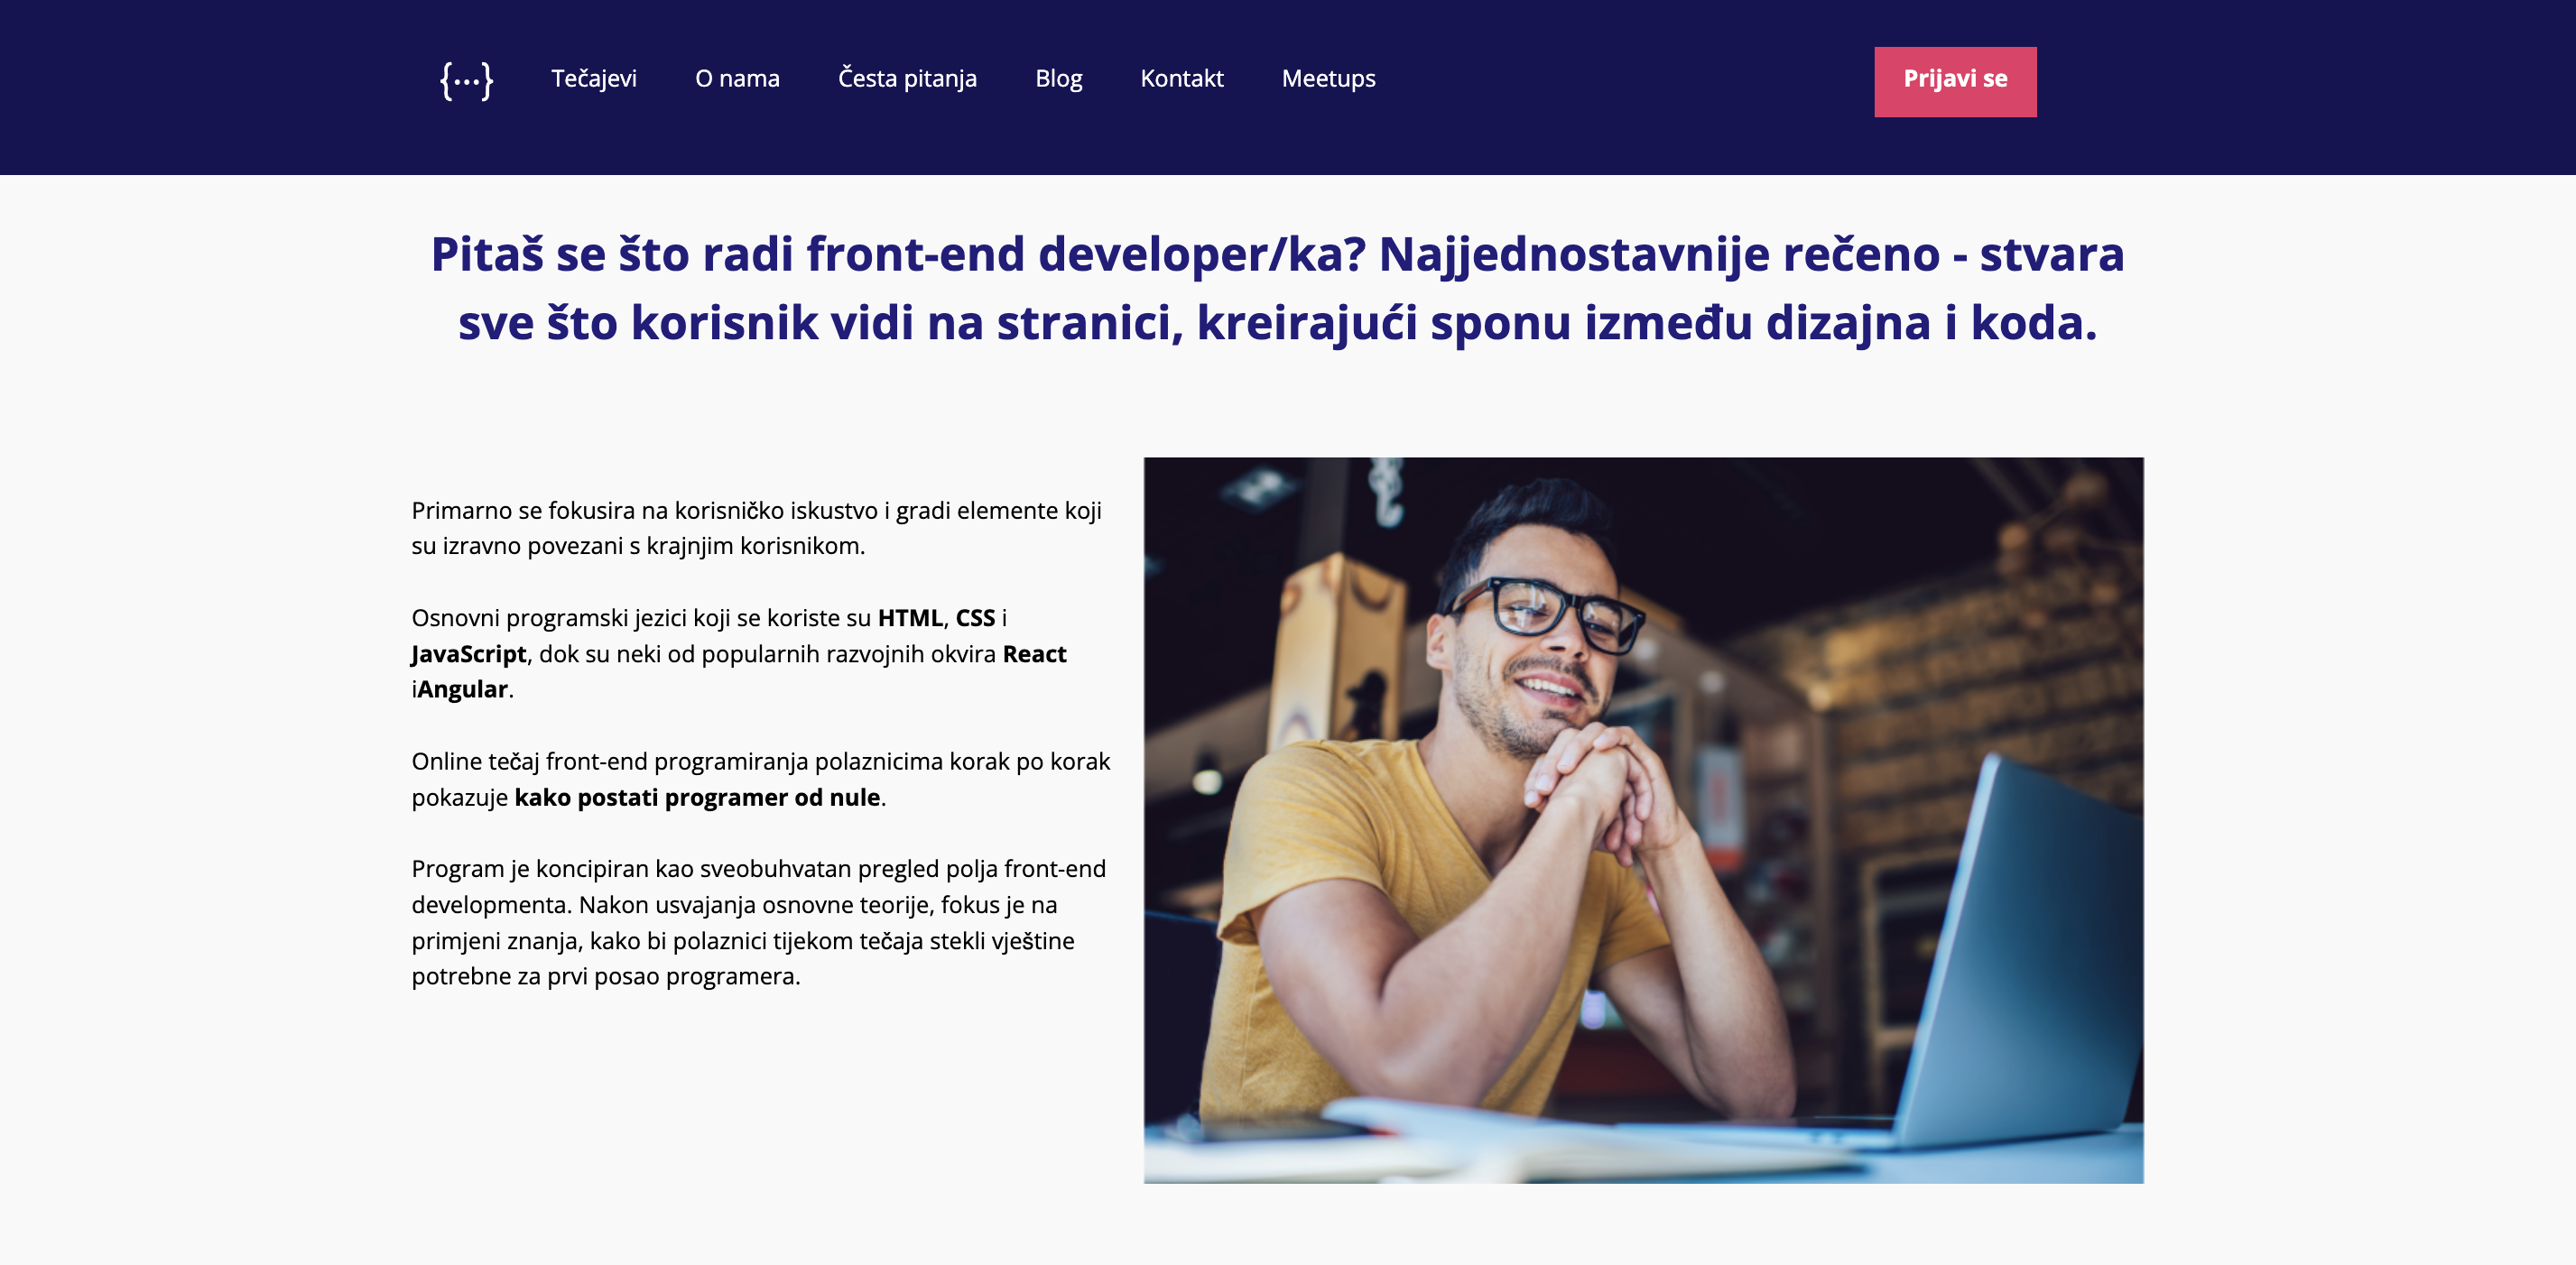 {...}
Tečajevi
O nama
Česta pitanja
Blog
Kontakt
Meetups
Prijavi se
Pitaš se što radi front-end developer/ka? Najjednostavnije rečeno - stvara
sve što korisnik vidi na stranici, kreirajući sponu između dizajna i koda.
Primarno se fokusira na korisničko iskustvo i gradi elemente koji
su izravno povezani s krajnjim korisnikom.
Osnovni programski jezici koji se koriste su HTML, CSS i
JavaScript, dok su neki od popularnih razvojnih okvira React
iAngular.
Online tečaj front-end programiranja polaznicima korak po korak
pokazuje kako postati programer od nule.
Program je koncipiran kao sveobuhvatan pregled polja front-end
developmenta. Nakon usvajanja osnovne teorije, fokus je na
primjeni znanja, kako bi polaznici tijekom tečaja stekli vještine
potrebne za prvi posao programera.